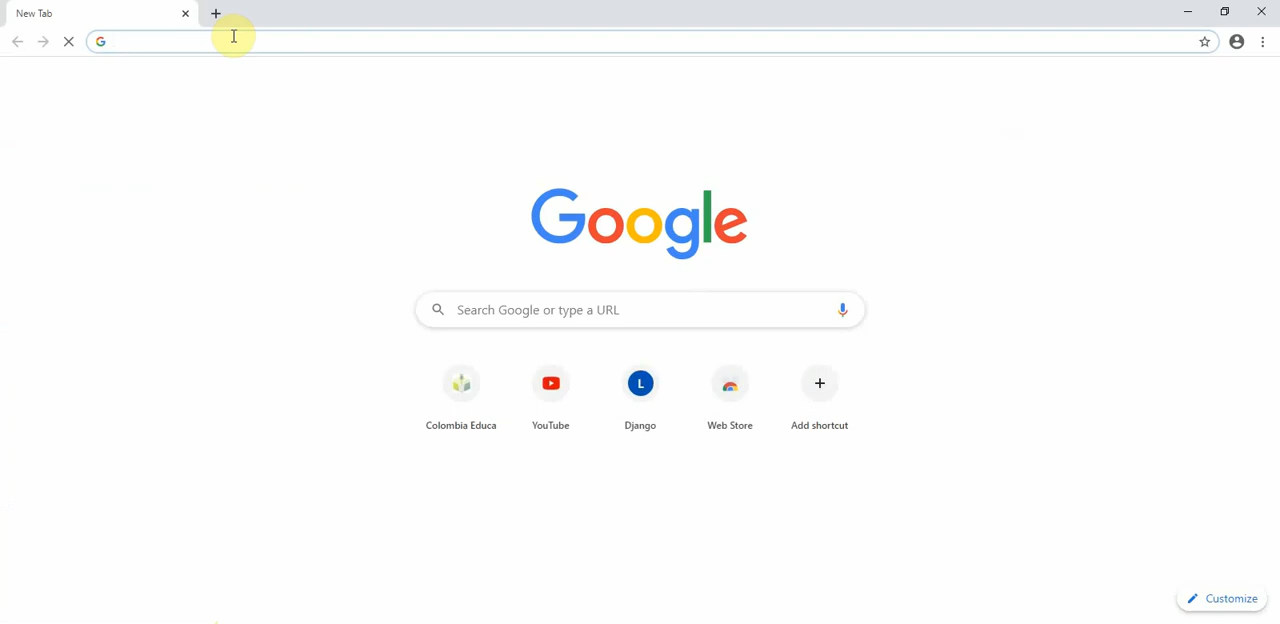 New Tab
Google
Search Google or type a URL
L
Colombia Educa
YouTube
Django
Web Store
Add shortcut
Customize